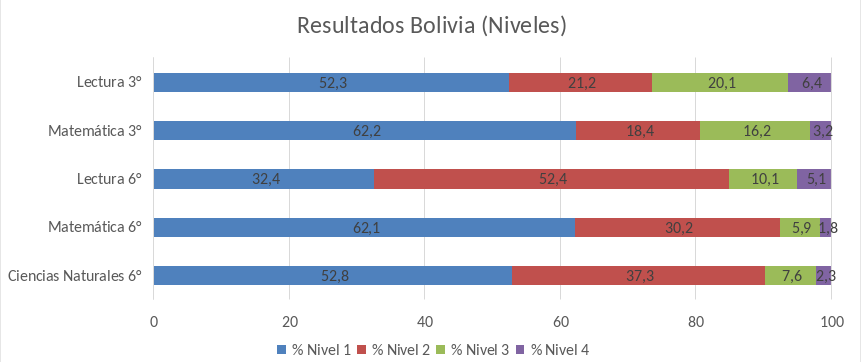 Resultados Bolivia (Niveles)
Lectura 3° 52,3 21,2 20,1 6,4
Matemática 3° 62,2 18,4 16,2 3,2
Lectura 6° 32,4 52,4 10,1 5,1
Matemática 6° 62,1 30,2 5,9 1,8
Ciencias Naturales 6° 52,8 37,3 7,6 2,3
0 20 40 60 80 100
% Nivel 1 % Nivel 2 % Nivel 3 % Nivel 4